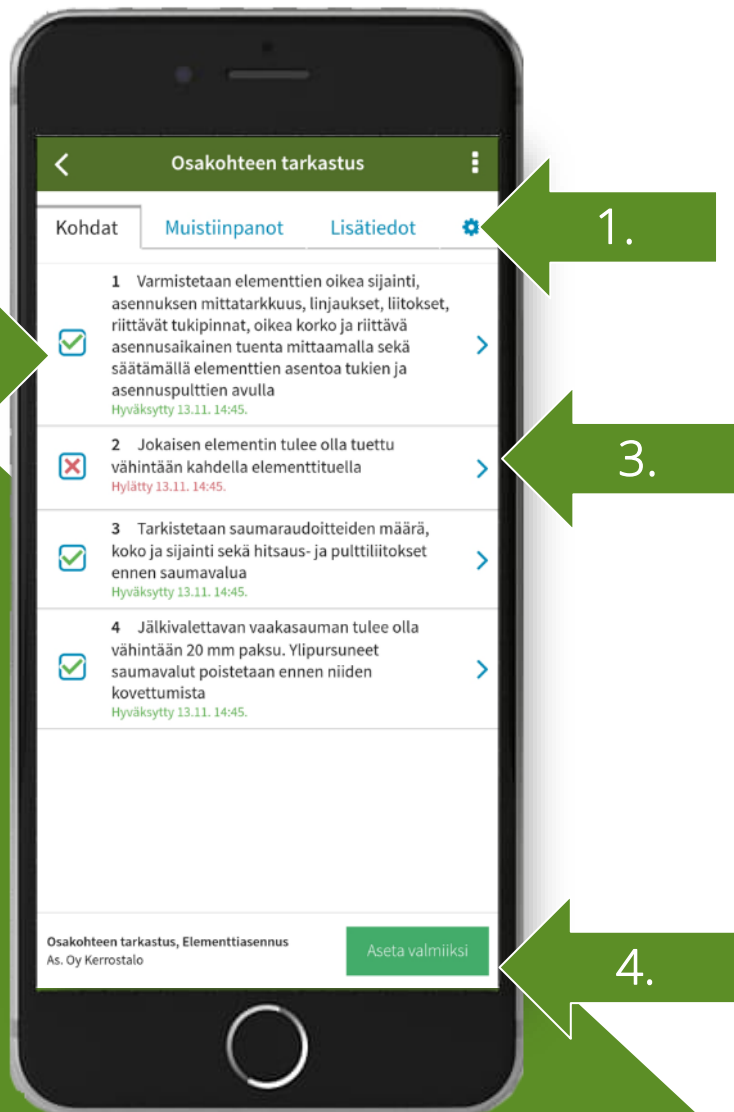 Osakohteen tarkastus
Kohdat Muistiinpanot Lisätiedot
1.
1 Varmistetaan elementtien oikea sijainti,
asennuksen mittatarkkuus, linjaukset, liitokset,
riittävät tukipinnat, oikea korko ja riittävä
asennusaikainen tuenta mittaamalla sekä
säätämällä elementtien asentoa tukien ja
asennuspulttien avulla
Hyväksytty 13.11. 14:45.
2 Jokaisen elementin tulee olla tuettu
vähintään kahdella elementtituella
Hylätty 13.11. 14:45.
3.
3 Tarkistetaan saumaraudoitteiden määrä,
koko ja sijainti sekä hitsaus- ja pulttiliitokset
ennen saumavalua
Hyväksytty 13.11. 14:45.
4 Jälkivalettavan vaakasauman tulee olla
vähintään 20 mm paksu. Ylipursuneet
saumavalut poistetaan ennen niiden
kovettumista
Hyväksytty 13.11. 14:45.
Osakohteen tarkastus, Elementtiasennus
As. Oy Kerrostalo
Aseta valmiiksi
4.